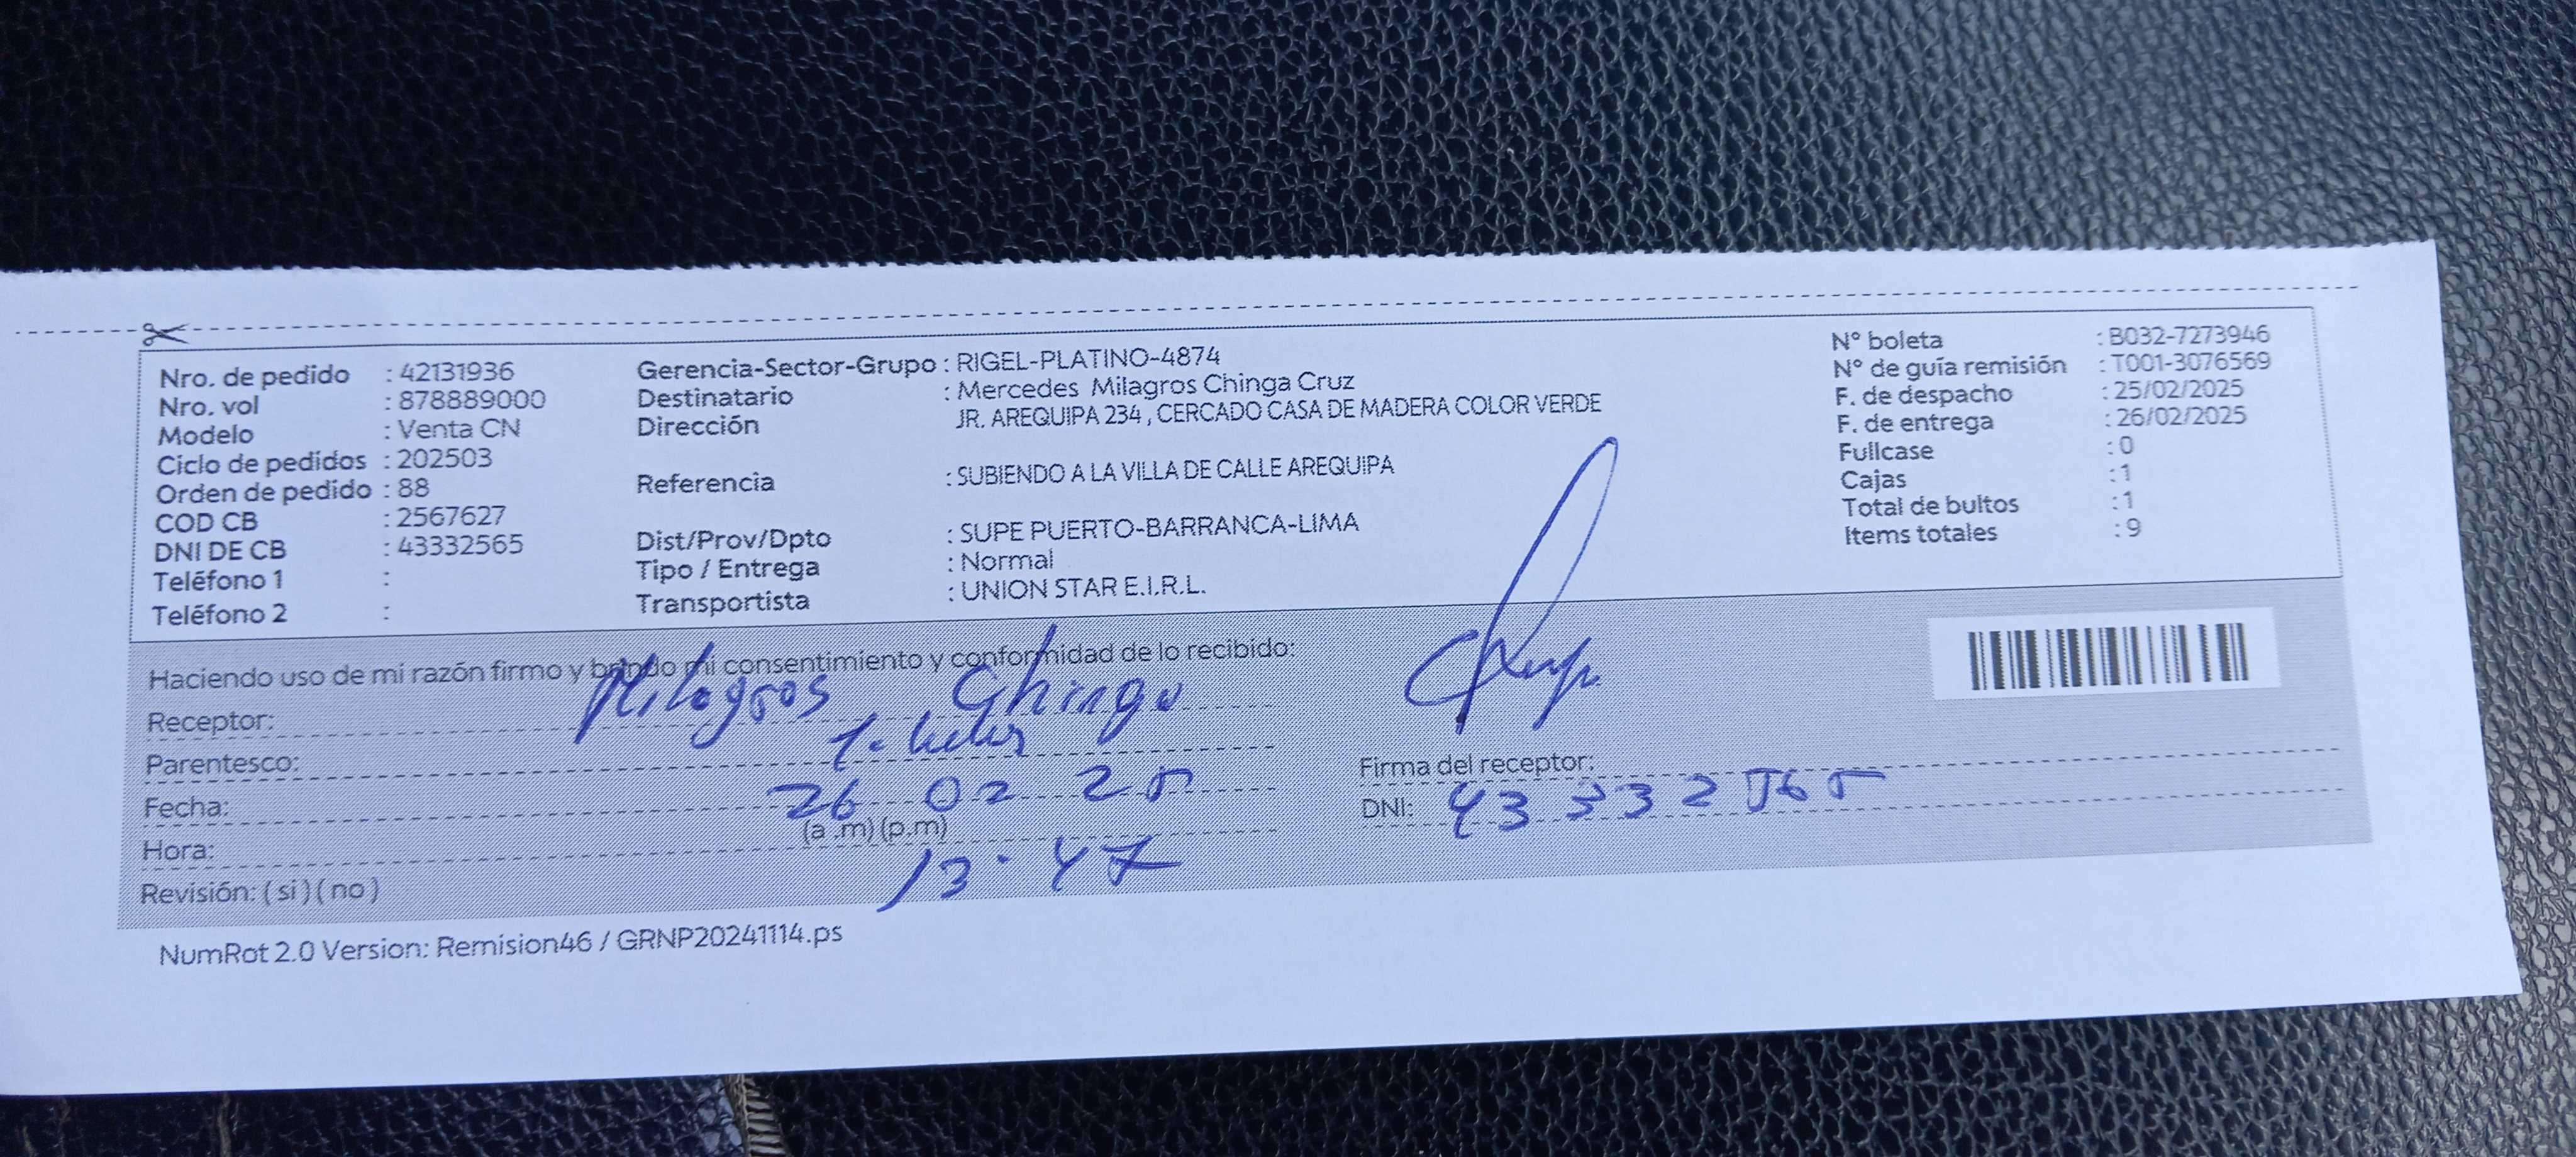 Nro. de pedido : 42131936
Nro. vol : 878889000
Modelo : Venta CN
Ciclo de pedidos : 202503
Orden de pedido : 88
COD CB : 2567627
DNI DE CB : 43332565
Teléfono 1 :
Teléfono 2 :
Gerencia-Sector-Grupo : RIGEL-PLATINO-4874
Destinatario : Mercedes Milagros Chinga Cruz
Dirección JR. AREQUIPA 234 , CERCADO CASA DE MADERA COLOR VERDE
Referencia : SUBIENDO A LA VILLA DE CALLE AREQUIPA
Dist/Prov/Dpto : SUPE PUERTO-BARRANCA-LIMA
Tipo / Entrega : Normal
Transportista : UNION STAR E.I.R.L.
N° boleta : B032-7273946
N° de guía remisión : T001-3076569
F. de despacho : 25/02/2025
F. de entrega : 26/02/2025
Fullcase : 0
Cajas : 1
Total de bultos : 1
Items totales : 9
Haciendo uso de mi razón firmo y brindo mi consentimiento y conformidad de lo recibido:
Receptor: Milagros Chinga
Parentesco:
Fecha: 26 02 25
(a .m) (p.m)
Hora: 13.47
Revisión: ( si ) ( no )
Firma del receptor:
DNI: 43332565
NumRot 2.0 Version: Remision46 / GRNP20241114.ps